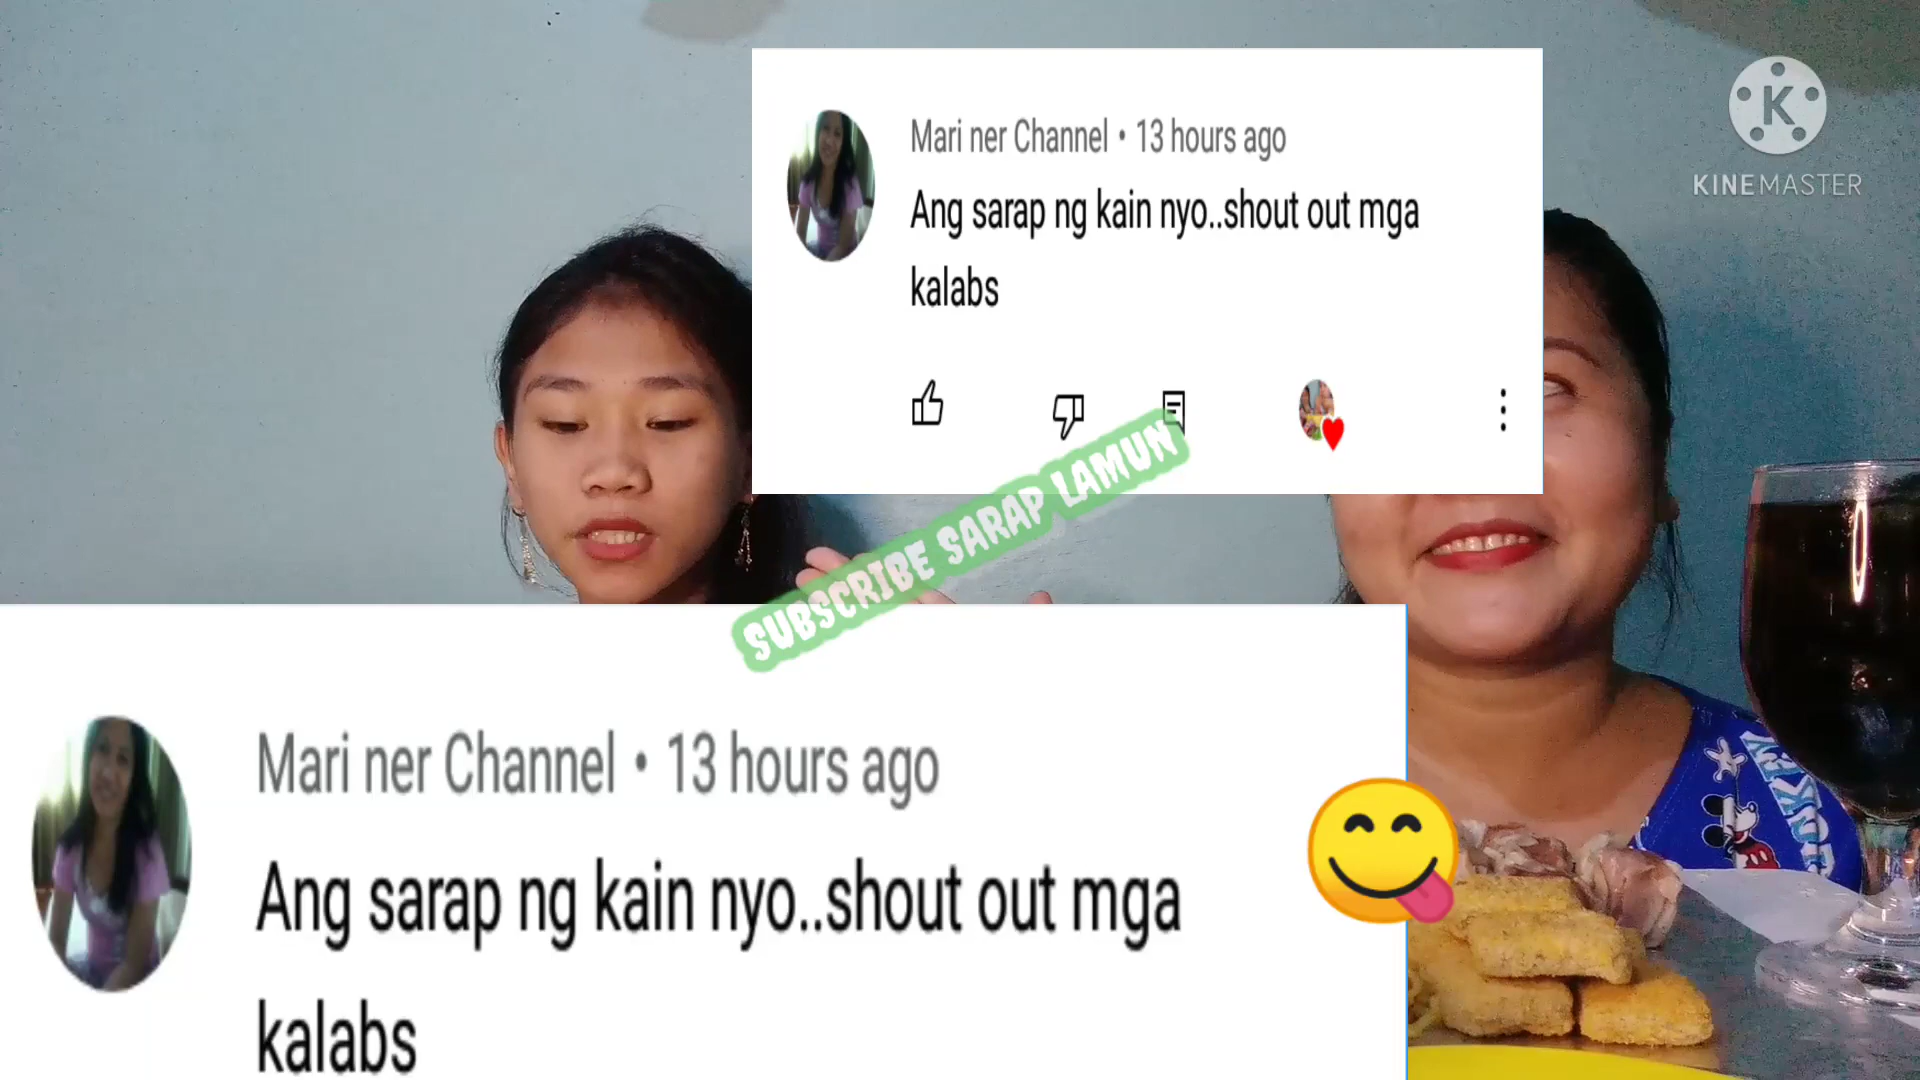 Mari ner Channel • 13 hours ago
Ang sarap ng kain nyo..shout out mga
kalabs
K
KINEMASTER
SUBSCRIBE SARAP LAMUN
Mari ner Channel • 13 hours ago
Ang sarap ng kain nyo..shout out mga
kalabs